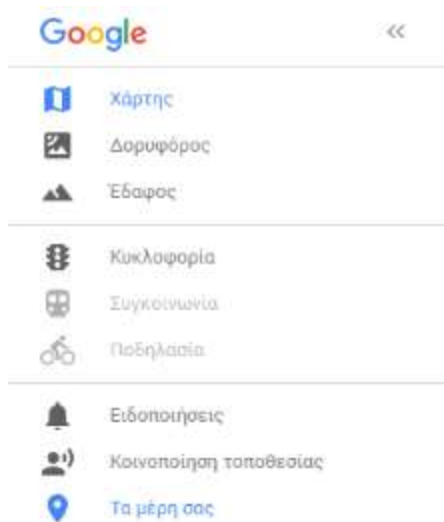 Google
Χάρτης
Δορυφόρος
Έδαφος
Κυκλοφορία
Συγκοινωνία
Ποδηλασία
Ειδοποιήσεις
Κοινοποίηση τοποθεσίας
Τα μέρη σας